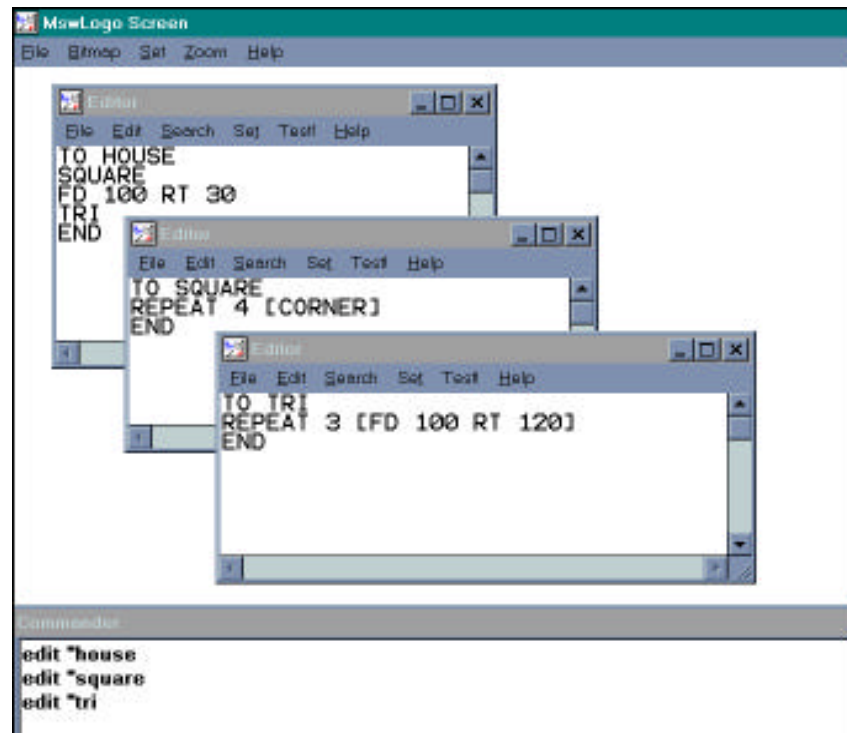 MswLogo Screen
File Bitmap Set Zoom Help
Editor
File Edit Search Set Test! Help
TO HOUSE
SQUARE
FD 100 RT 30
TRI
END
Editor
File Edit Search Set Test! Help
TO SQUARE
REPEAT 4 [CORNER]
END
Editor
File Edit Search Set Test! Help
TO TRI
REPEAT 3 [FD 100 RT 120]
END
Commander
edit "house
edit "square
edit "tri